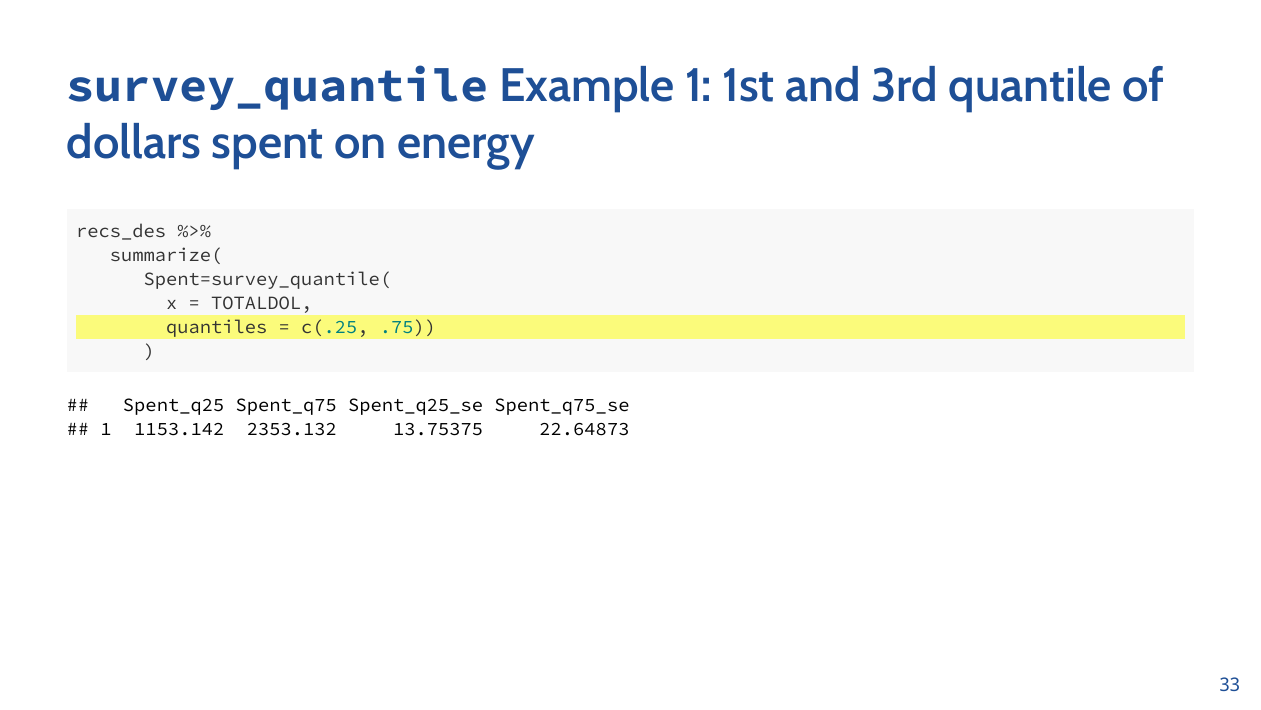 survey_quantile Example 1: 1st and 3rd quantile of
dollars spent on energy
recs_des %>%
   summarize(
      Spent=survey_quantile(
        x = TOTALDOL,
        quantiles = c(.25, .75))
      )
##   Spent_q25 Spent_q75 Spent_q25_se Spent_q75_se
## 1  1153.142  2353.132     13.75375     22.64873
33